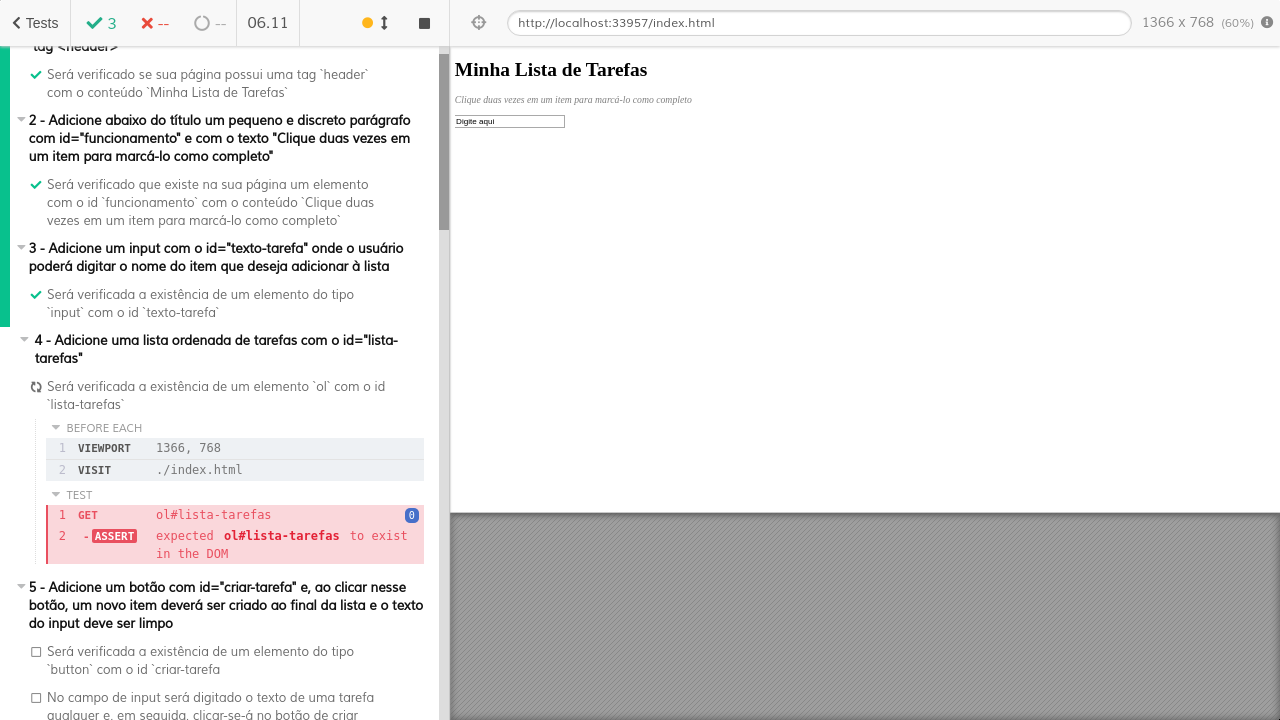 Tests 3 -- -- 06.11
http://localhost:33957/index.html 1366 x 768 (60%)
tag <header>
Será verificado se sua página possui uma tag `header`
com o conteúdo `Minha Lista de Tarefas`
2 - Adicione abaixo do título um pequeno e discreto parágrafo
com id="funcionamento" e com o texto "Clique duas vezes em
um item para marcá-lo como completo"
Será verificado que existe na sua página um elemento
com o id `funcionamento` com o conteúdo `Clique duas
vezes em um item para marcá-lo como completo`
3 - Adicione um input com o id="texto-tarefa" onde o usuário
poderá digitar o nome do item que deseja adicionar à lista
Será verificada a existência de um elemento do tipo
`input` com o id `texto-tarefa`
4 - Adicione uma lista ordenada de tarefas com o id="lista-
tarefas"
Será verificada a existência de um elemento `ol` com o id
`lista-tarefas`
BEFORE EACH
1 VIEWPORT 1366, 768
2 VISIT ./index.html
TEST
1 GET ol#lista-tarefas 0
2 -ASSERT expected ol#lista-tarefas to exist
in the DOM
5 - Adicione um botão com id="criar-tarefa" e, ao clicar nesse
botão, um novo item deverá ser criado ao final da lista e o texto
do input deve ser limpo
Será verificada a existência de um elemento do tipo
`button` com o id `criar-tarefa
No campo de input será digitado o texto de uma tarefa
qualquer e, em seguida, clicar-se-á no botão de criar
Minha Lista de Tarefas
Clique duas vezes em um item para marcá-lo como completo
Digite aqui